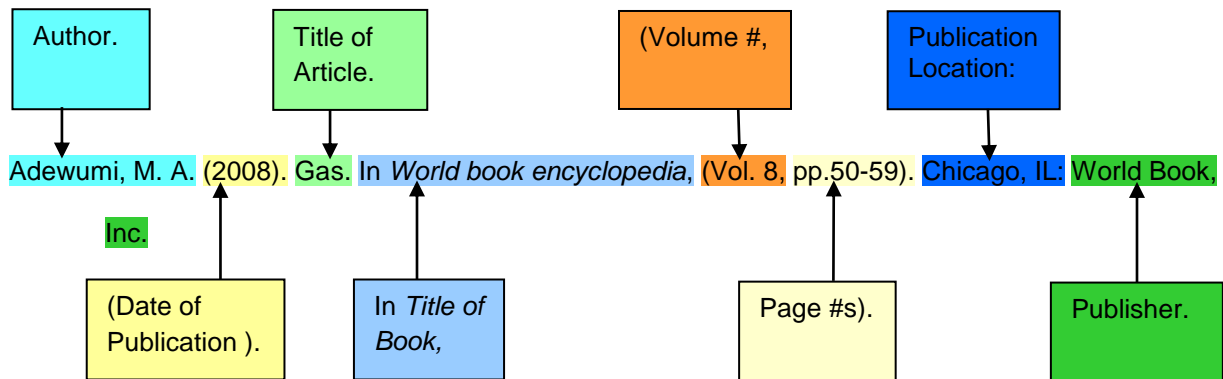 Author.
Title of
Article.
(Volume #,
Publication
Location:
Adewumi, M. A. (2008). Gas. In World book encyclopedia, (Vol. 8, pp.50-59). Chicago, IL: World Book,
Inc.
(Date of
Publication ).
In Title of
Book,
Page #s).
Publisher.